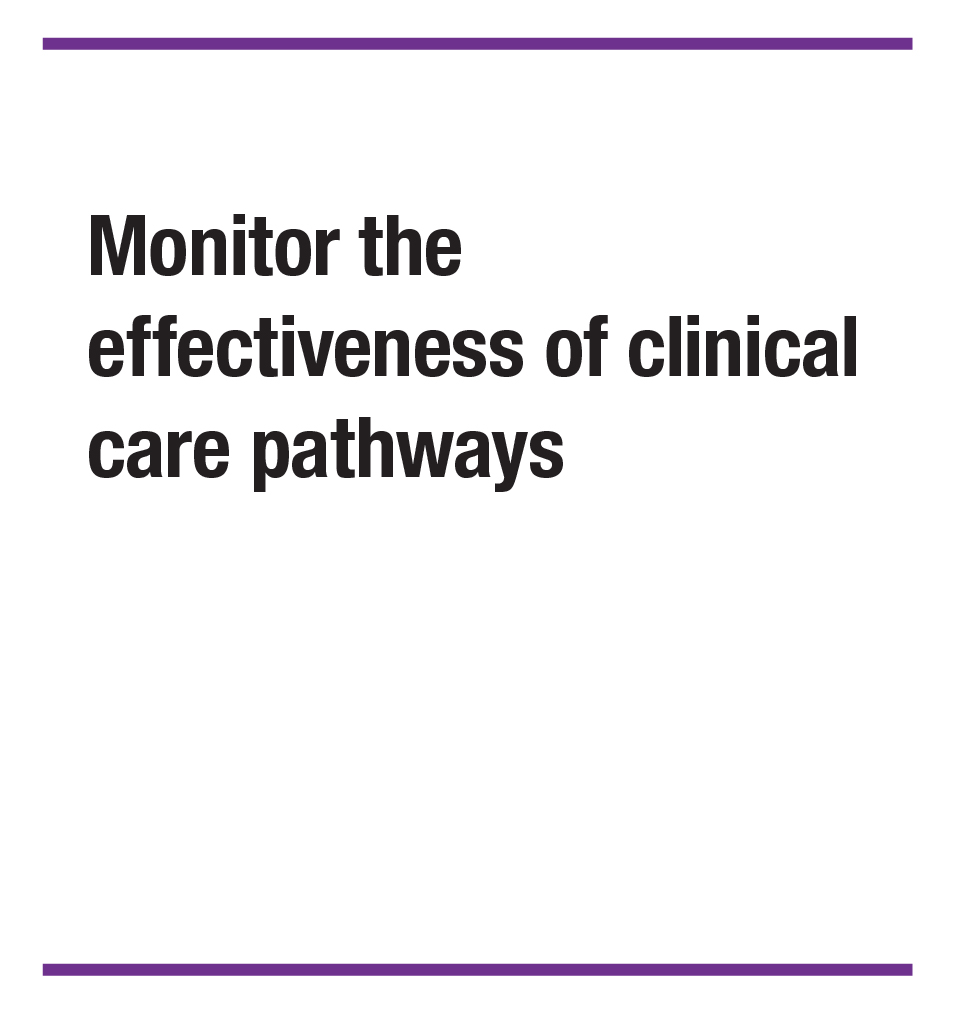 Monitor the
effectiveness of clinical
care pathways